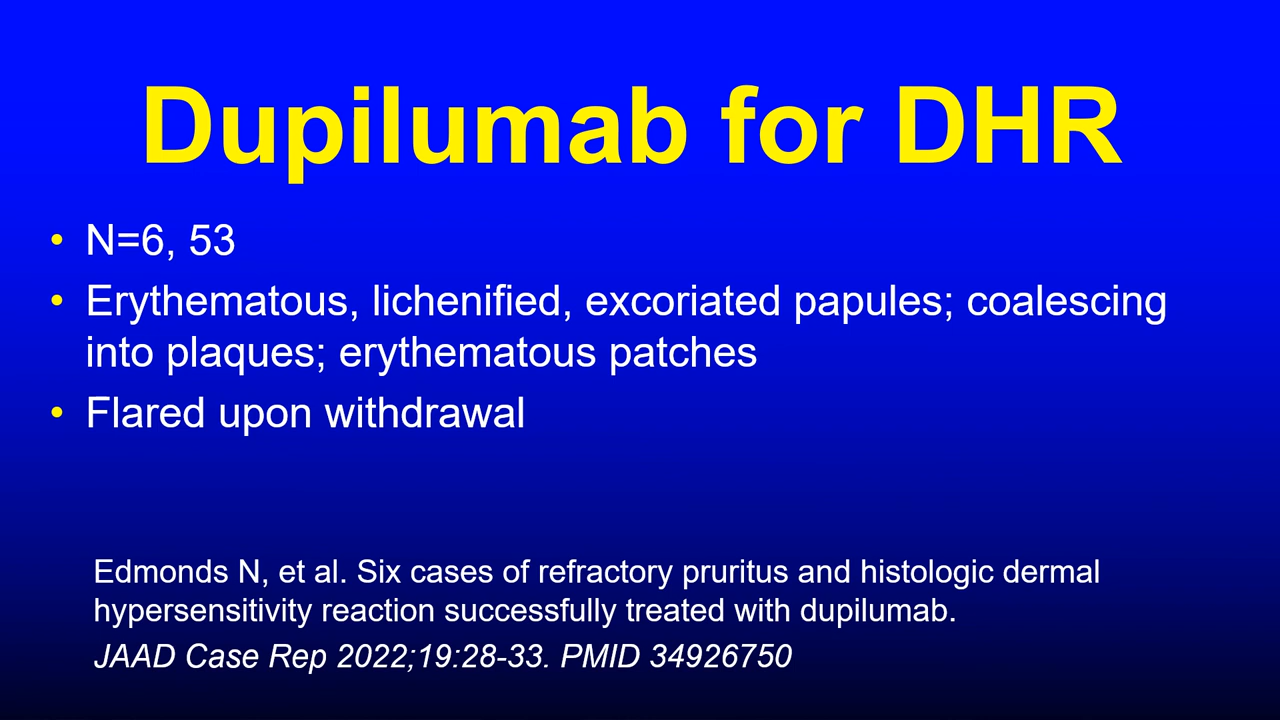 Dupilumab for DHR
• N=6, 53
• Erythematous, lichenified, excoriated papules; coalescing
into plaques; erythematous patches
• Flared upon withdrawal
Edmonds N, et al. Six cases of refractory pruritus and histologic dermal
hypersensitivity reaction successfully treated with dupilumab.
JAAD Case Rep 2022;19:28-33. PMID 34926750